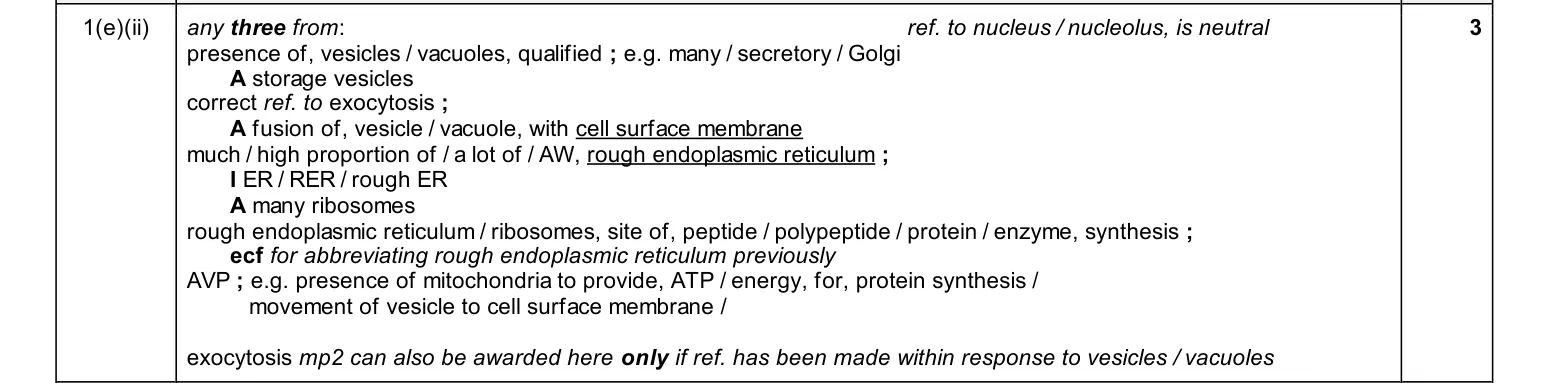 1(e)(ii) any three from: ref. to nucleus / nucleolus, is neutral 3
presence of, vesicles / vacuoles, qualified ; e.g. many / secretory / Golgi
A storage vesicles
correct ref. to exocytosis ;
A fusion of, vesicle / vacuole, with cell surface membrane
much / high proportion of / a lot of / AW, rough endoplasmic reticulum ;
I ER / RER / rough ER
A many ribosomes
rough endoplasmic reticulum / ribosomes, site of, peptide / polypeptide / protein / enzyme, synthesis ;
ecf for abbreviating rough endoplasmic reticulum previously
AVP ; e.g. presence of mitochondria to provide, ATP / energy, for, protein synthesis /
movement of vesicle to cell surface membrane /
exocytosis mp2 can also be awarded here only if ref. has been made within response to vesicles / vacuoles